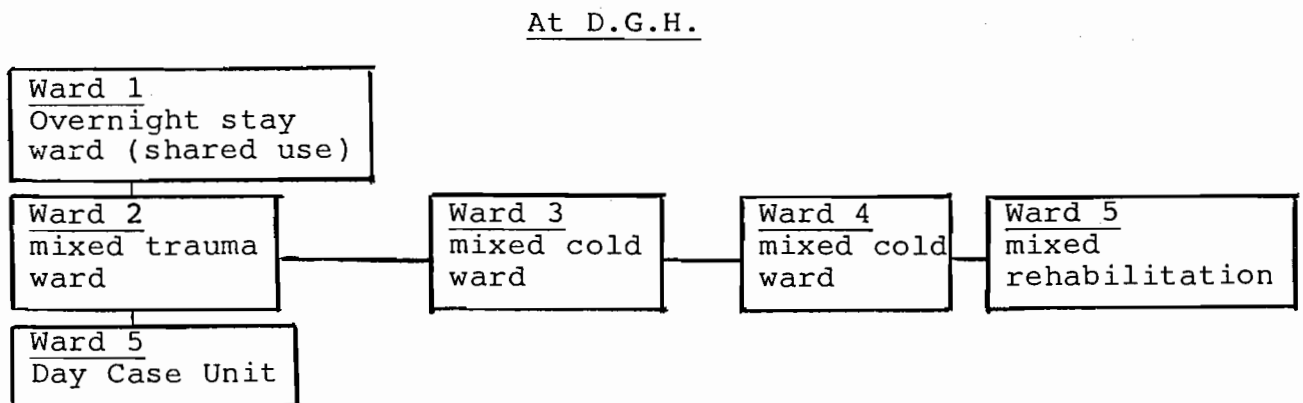 At D.G.H.
Ward 1
Overnight stay
ward (shared use)
Ward 2
mixed trauma
ward
Ward 3
mixed cold
ward
Ward 4
mixed cold
ward
Ward 5
mixed
rehabilitation
Ward 5
Day Case Unit